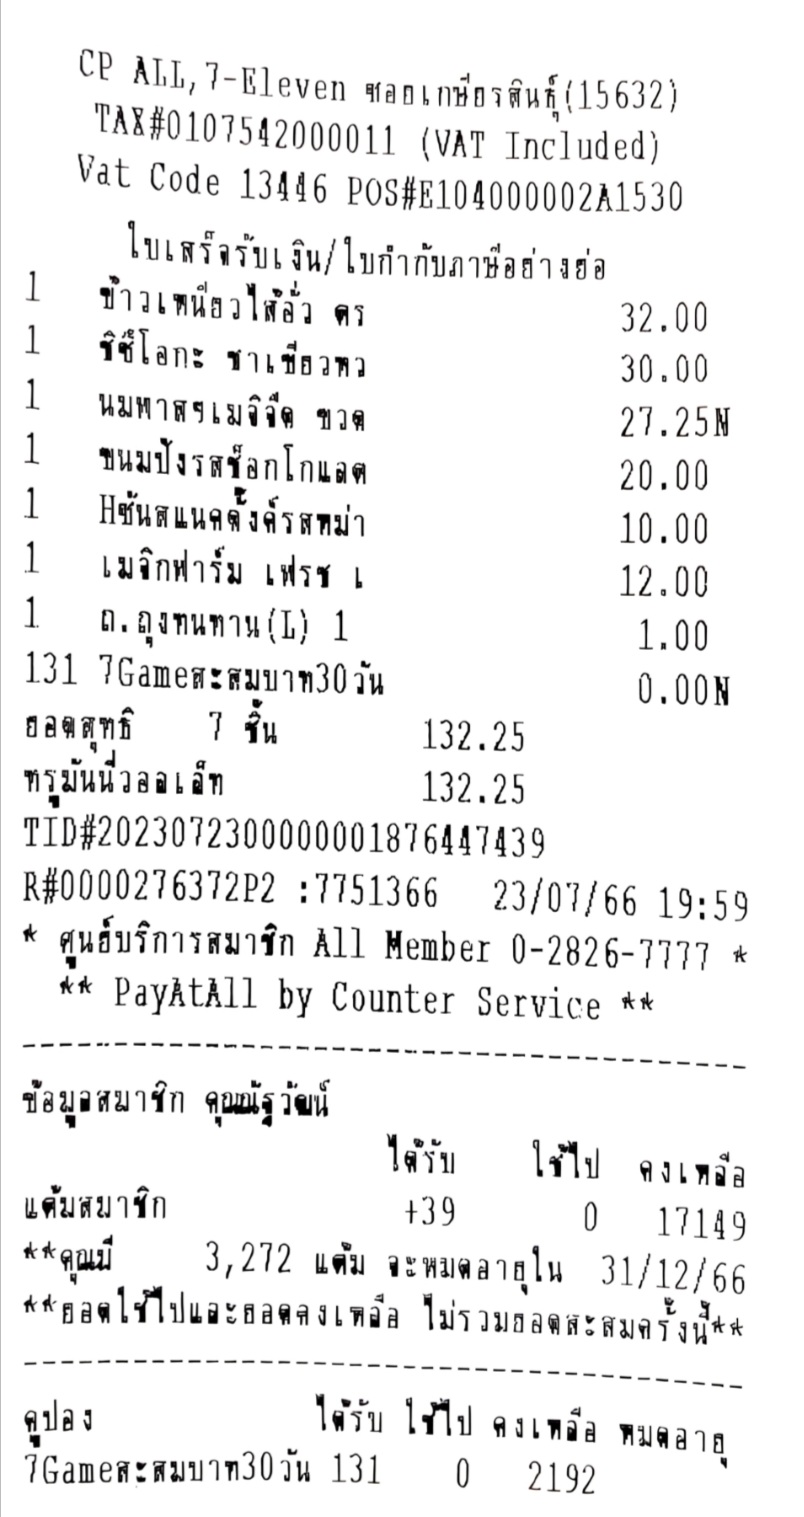 CP ALL,7-Eleven ซอยเกษียรสินธุ์(15632)
TAX#0107542000011 (VAT Included)
Vat Code 13446 POS#E104000002A1530
ใบเสร็จรับเงิน/ใบกำกับภาษีอย่างย่อ
1 ข้าวเหนียวไส้อั่ว ตร 32.00
1 ชิซึโอกะ ชาเขียวหว 30.00
1 นมพาสฯเมจิจืด ขวด 27.25N
1 ขนมปังรสช็อกโกแลต 20.00
1 Hซันสแนคดั้งค์รสหม่า 10.00
1 เมจิกฟาร์ม เฟรช เ 12.00
1 ถ.ถุงทนทาน(L) 1 1.00
131 7Gameสะสมบาท30วัน 0.00N
ยอดสุทธิ 7 ชิ้น 132.25
ทรูมันนี่วอลเล็ท 132.25
TID#2023072300000001876447439
R#0000276372P2 :7751366 23/07/66 19:59
* ศูนย์บริการสมาชิก All Member 0-2826-7777 *
** PayAtAll by Counter Service **
ข้อมูลสมาชิก คุณณัฐวัฒน์
ได้รับ ใช้ไป คงเหลือ
แต้มสมาชิก +39 0 17149
**คุณมี 3,272 แต้ม จะหมดอายุใน 31/12/66
**ยอดใช้ไปและยอดคงเหลือ ไม่รวมยอดสะสมครั้งนี้**
คูปอง ได้รับ ใช้ไป คงเหลือ หมดอายุ
7Gameสะสมบาท30วัน 131 0 2192